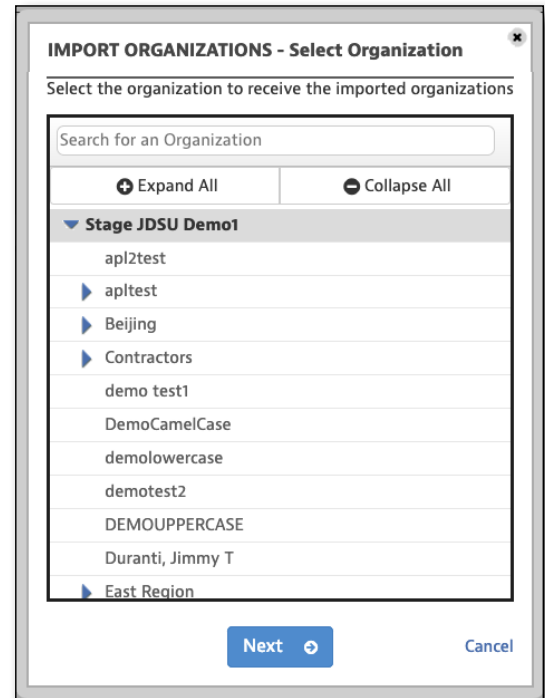 IMPORT ORGANIZATIONS - Select Organization
Select the organization to receive the imported organizations
Search for an Organization
Expand All
Collapse All
Stage JDSU Demo1
apl2test
apltest
Beijing
Contractors
demo test1
DemoCamelCase
demolowercase
demotest2
DEMOUPPERCASE
Duranti, Jimmy T
East Region
Next
Cancel